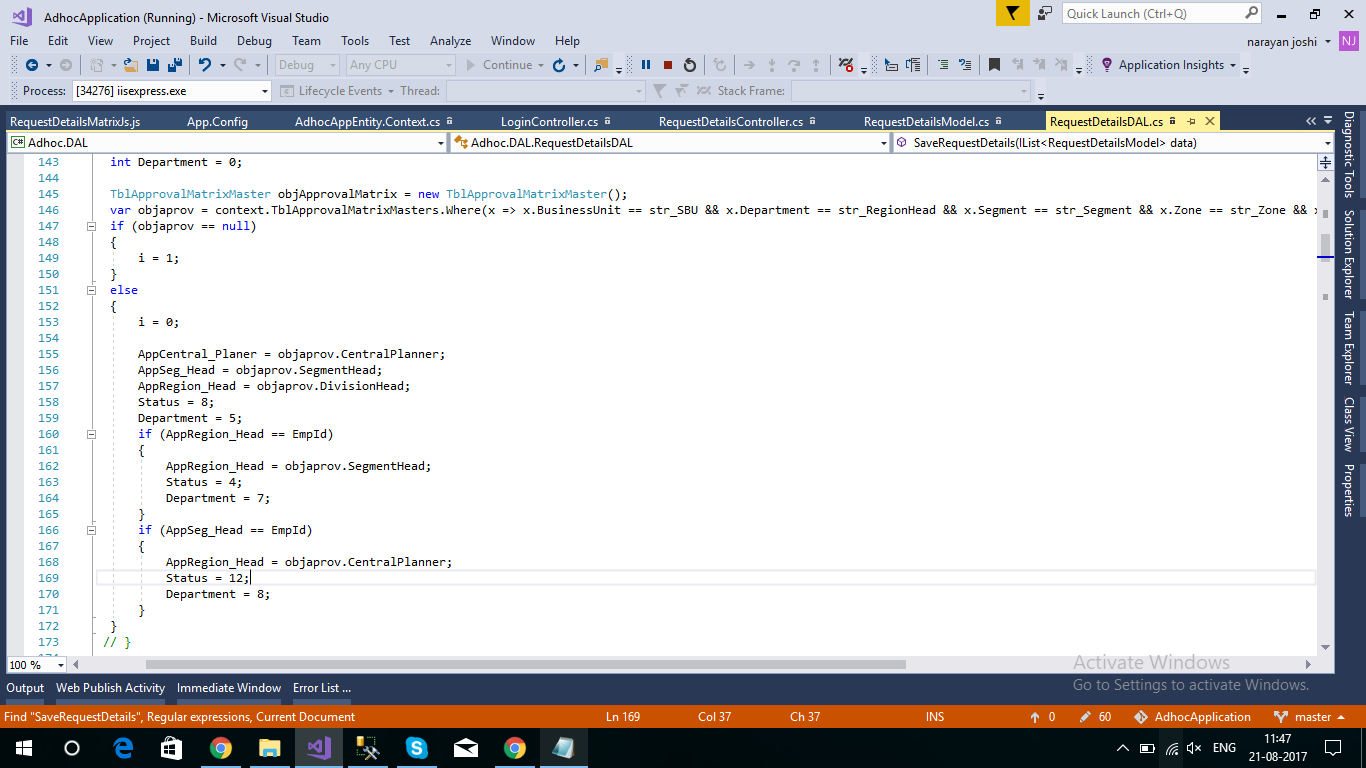 AdhocApplication (Running) - Microsoft Visual Studio
Quick Launch (Ctrl+Q)
File Edit View Project Build Debug Team Tools Test Analyze Window Help
narayan joshi NJ
Debug Any CPU Continue Application Insights
Process: [34276] iisexpress.exe Lifecycle Events Thread: Stack Frame:
RequestDetailsMatrixJs.js App.Config AdhocAppEntity.Context.cs LoginController.cs RequestDetailsController.cs RequestDetailsModel.cs RequestDetailsDAL.cs
C# Adhoc.DAL Adhoc.DAL.RequestDetailsDAL SaveRequestDetails(IList<RequestDetailsModel> data)
143 int Department = 0;
144
145 TblApprovalMatrixMaster objApprovalMatrix = new TblApprovalMatrixMaster();
146 var objaprov = context.TblApprovalMatrixMasters.Where(x => x.BusinessUnit == str_SBU && x.Department == str_RegionHead && x.Segment == str_Segment && x.Zone == str_Zone &&
147 if (objaprov == null)
148 {
149 i = 1;
150 }
151 else
152 {
153 i = 0;
154
155 AppCentral_Planer = objaprov.CentralPlanner;
156 AppSeg_Head = objaprov.SegmentHead;
157 AppRegion_Head = objaprov.DivisionHead;
158 Status = 8;
159 Department = 5;
160 if (AppRegion_Head == EmpId)
161 {
162 AppRegion_Head = objaprov.SegmentHead;
163 Status = 4;
164 Department = 7;
165 }
166 if (AppSeg_Head == EmpId)
167 {
168 AppRegion_Head = objaprov.CentralPlanner;
169 Status = 12;
170 Department = 8;
171 }
172 }
173 // }
Diagnostic Tools
Solution Explorer
Team Explorer
Class View
Properties
100 %
Activate Windows
Go to Settings to activate Windows.
Output Web Publish Activity Immediate Window Error List ...
Find "SaveRequestDetails", Regular expressions, Current Document Ln 169 Col 37 Ch 37 INS 0 60 AdhocApplication master
ENG 11:47
21-08-2017